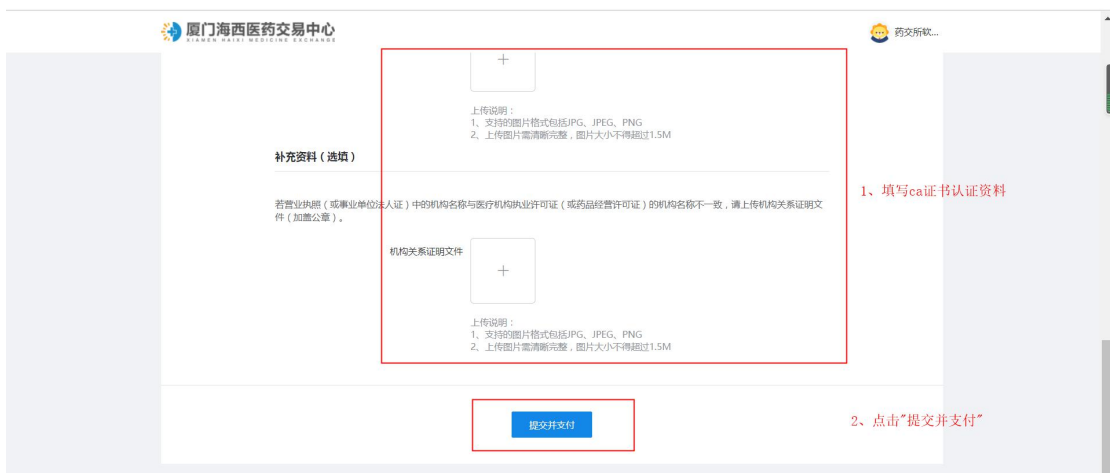 厦门海西医药交易中心
XIAMEN HAIXI MEDICINE EXCHANGE
药交所软...
上传说明：
1、支持的图片格式包括JPG、JPEG、PNG
2、上传图片需清晰完整，图片大小不得超过1.5M
补充资料（选填）
1、填写ca证书认证资料
若营业执照（或事业单位法人证）中的机构名称与医疗机构执业许可证（或药品经营许可证）的机构名称不一致，请上传机构关系证明文
件（加盖公章）。
机构关系证明文件
上传说明：
1、支持的图片格式包括JPG、JPEG、PNG
2、上传图片需清晰完整，图片大小不得超过1.5M
提交并支付
2、点击"提交并支付"